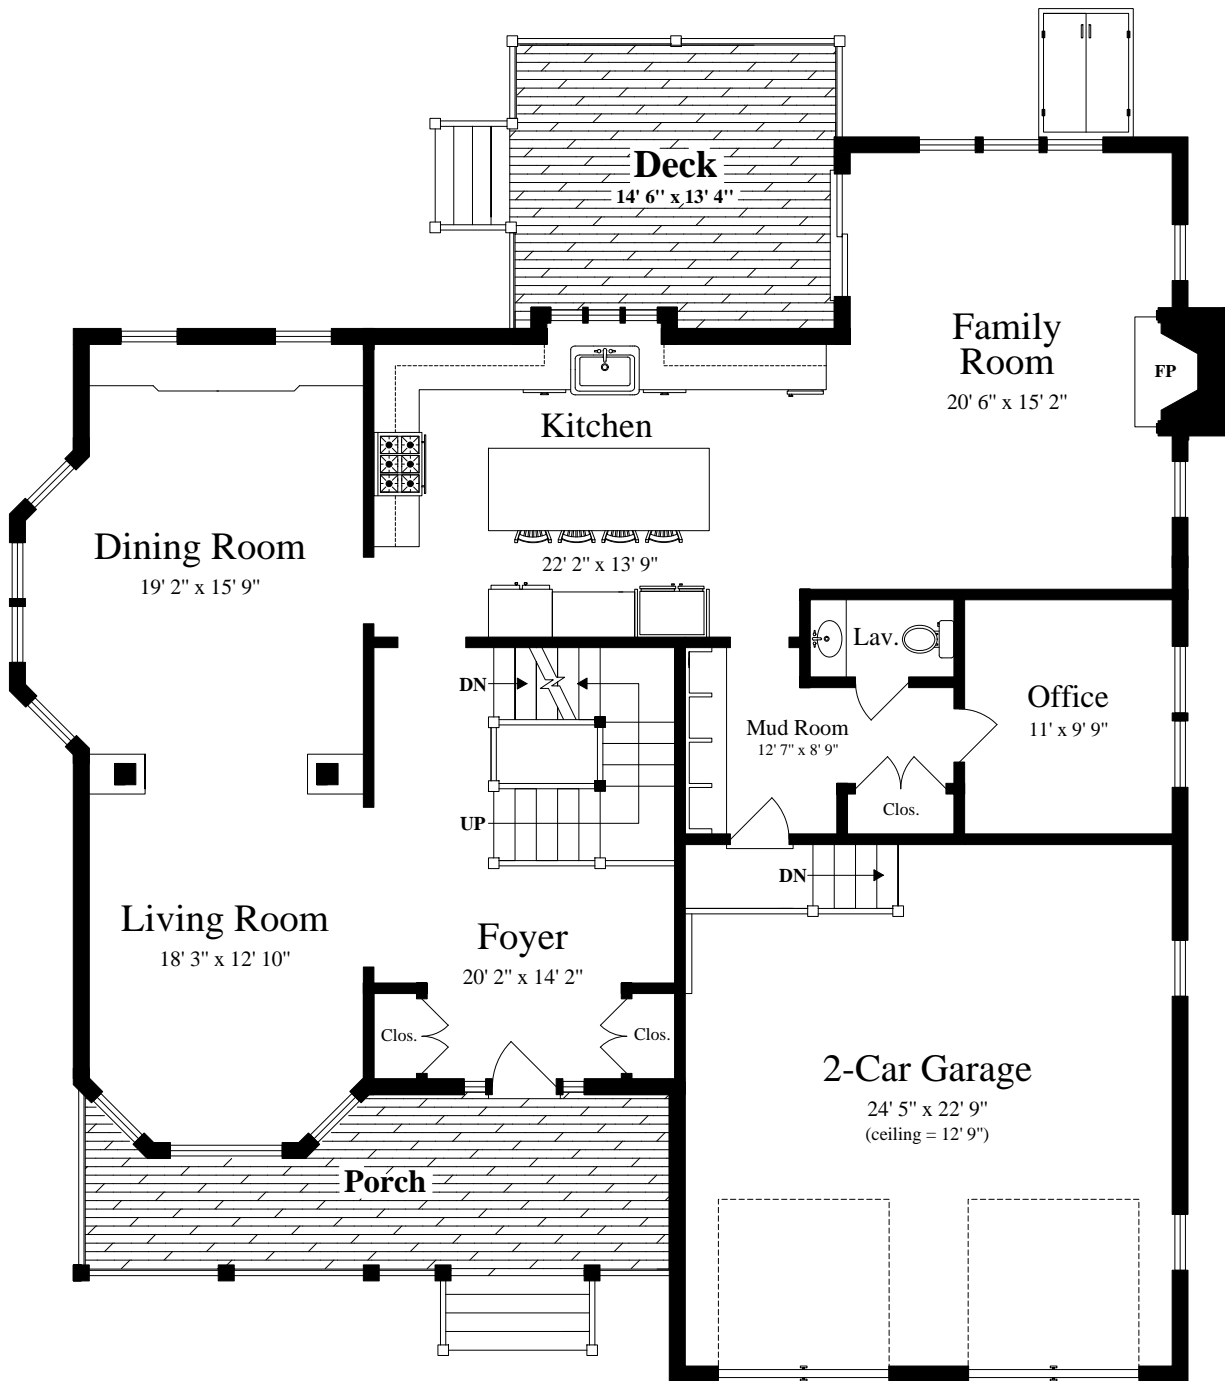 Deck
14' 6" x 13' 4"
Family
Room
20' 6" x 15' 2"
FP
Kitchen
22' 2" x 13' 9"
Dining Room
19' 2" x 15' 9"
Lav.
Office
11' x 9' 9"
Mud Room
12' 7" x 8' 9"
Clos.
DN
UP
DN
Living Room
18' 3" x 12' 10"
Foyer
20' 2" x 14' 2"
Clos.
Clos.
2-Car Garage
24' 5" x 22' 9"
(ceiling = 12' 9")
Porch